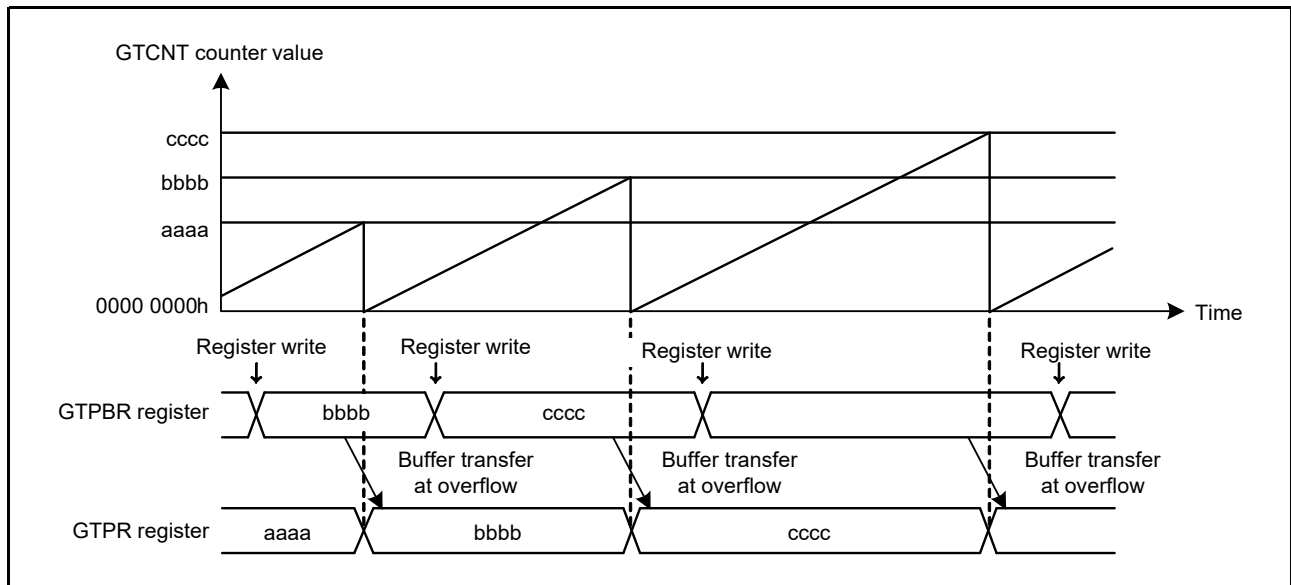 GTCNT counter value
cccc
bbbb
aaaa
0000 0000h
Time
Register write
Register write
Register write
Register write
GTPBR register
bbbb
cccc
Buffer transfer
at overflow
Buffer transfer
at overflow
Buffer transfer
at overflow
GTPR register
aaaa
bbbb
cccc